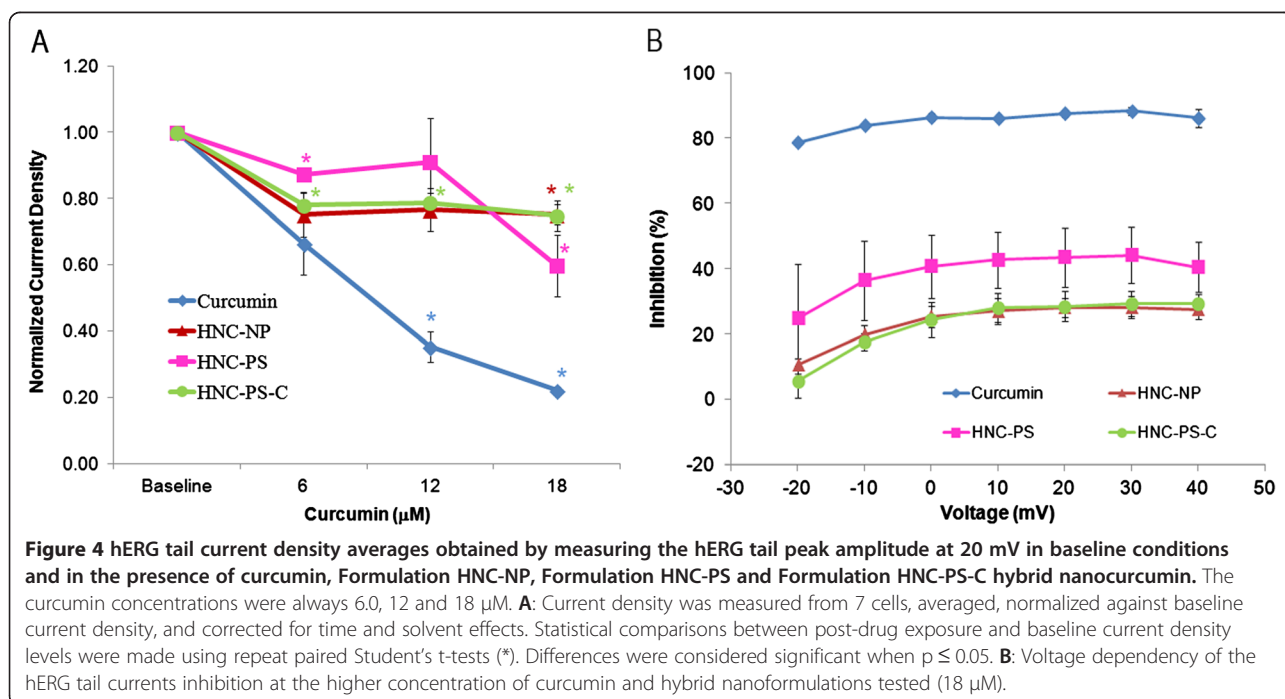 A
1.20
1.00
0.80
0.60
0.40
0.20
0.00
Normalized Current Density
*
*
*
* *
*
*
*
Curcumin
HNC-NP
HNC-PS
HNC-PS-C
Baseline 6 12 18
Curcumin (µM)
B
100
80
60
40
20
0
-20
Inhibition (%)
Curcumin HNC-NP
HNC-PS HNC-PS-C
-30 -20 -10 0 10 20 30 40 50
Voltage (mV)
Figure 4 hERG tail current density averages obtained by measuring the hERG tail peak amplitude at 20 mV in baseline conditions
and in the presence of curcumin, Formulation HNC-NP, Formulation HNC-PS and Formulation HNC-PS-C hybrid nanocurcumin. The
curcumin concentrations were always 6.0, 12 and 18 μM. A: Current density was measured from 7 cells, averaged, normalized against baseline
current density, and corrected for time and solvent effects. Statistical comparisons between post-drug exposure and baseline current density
levels were made using repeat paired Student's t-tests (*). Differences were considered significant when p ≤ 0.05. B: Voltage dependency of the
hERG tail currents inhibition at the higher concentration of curcumin and hybrid nanoformulations tested (18 μM).